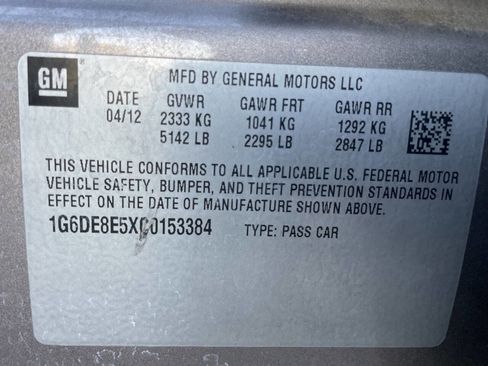 GM
MFD BY GENERAL MOTORS LLC
DATE GVWR GAWR FRT GAWR RR
04/12 2333 KG 1041 KG 1292 KG
5142 LB 2295 LB 2847 LB
THIS VEHICLE CONFORMS TO ALL APPLICABLE U.S. FEDERAL MOTOR
VEHICLE SAFETY, BUMPER, AND THEFT PREVENTION STANDARDS IN
EFFECT ON THE DATE OF MANUFACTURE SHOWN ABOVE.
1G6DE8E5XC0153384 TYPE: PASS CAR